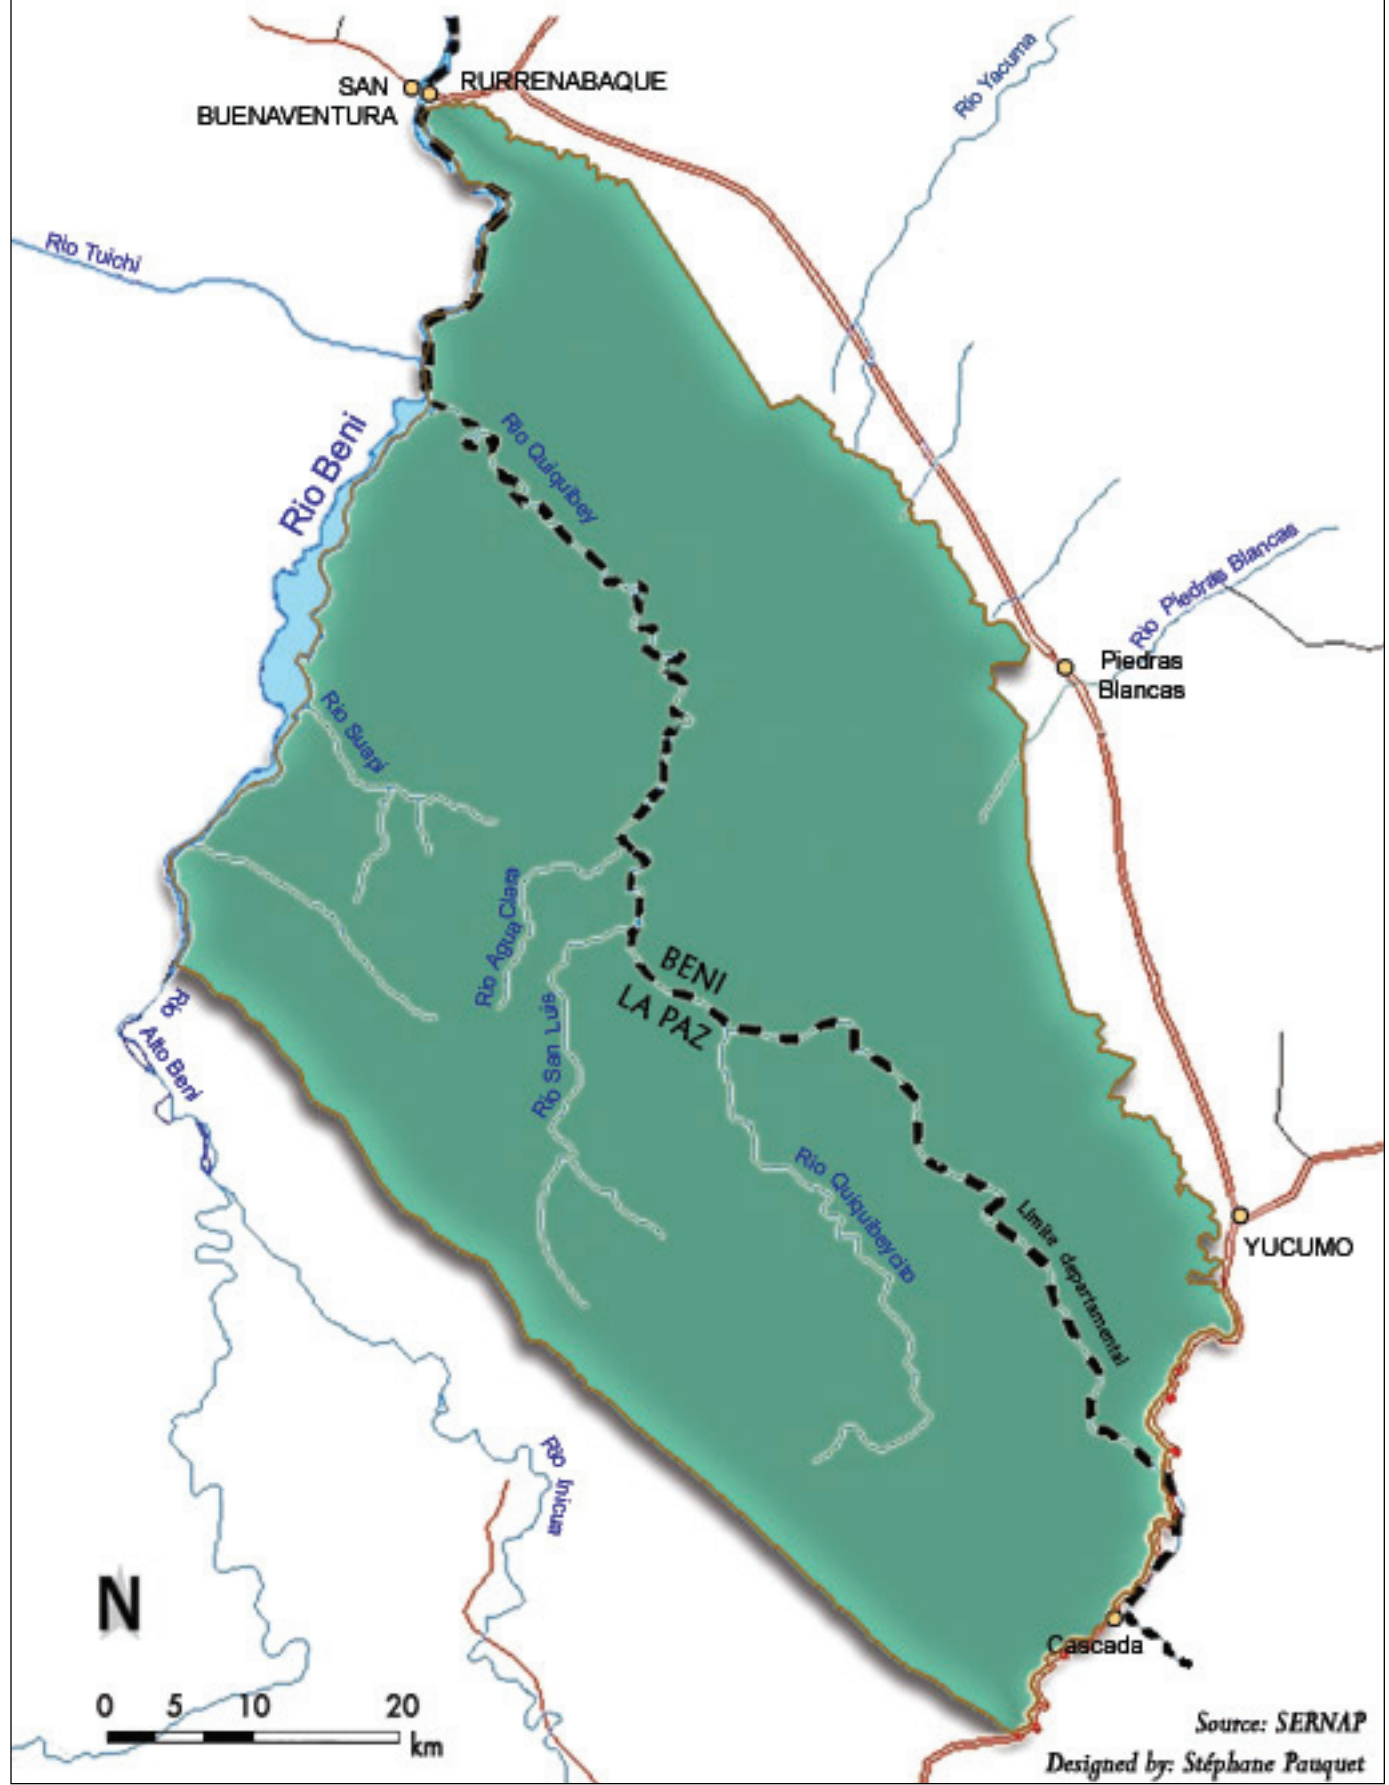 SAN
BUENAVENTURA
RURRENABAQUE
Rio Yacuma
Rio Tuichi
Rio Beni
Rio Quiquibey
Rio Piedras Blancas
Piedras
Blancas
Rio Suapi
Rio Agua Clara
BENI
LA PAZ
Rio
Alto Beni
Rio San Luis
Rio Quiquibeycito
Limite departamental
YUCUMO
Rio Inicua
N
Cascada
0 5 10 20
km
Source: SERNAP
Designed by: Stéphane Pauquet